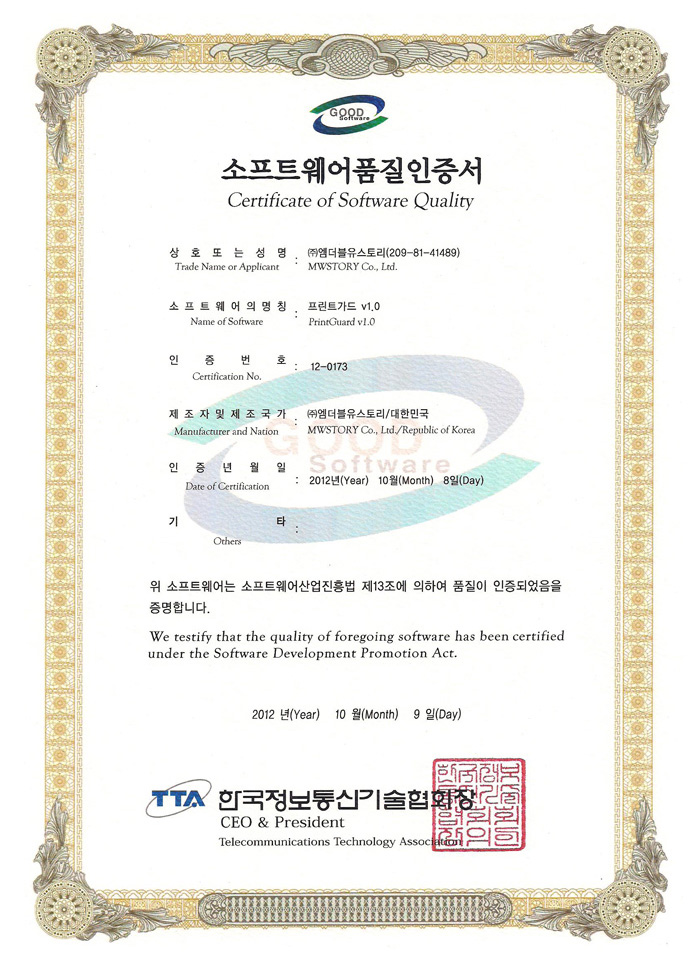 GOOD
Software
소프트웨어품질인증서
Certificate of Software Quality
상호또는성명 : ㈜엠더블유스토리(209-81-41489)
Trade Name or Applicant MWSTORY Co., Ltd.
소프트웨어의명칭 : 프린트가드 v1.0
Name of Software PrintGuard v1.0
인증번호 : 12-0173
Certification No.
제조자및제조국가 : ㈜엠더블유스토리/대한민국
Manufacturer and Nation MWSTORY Co., Ltd./Republic of Korea
GOOD
Software
인증년월일 : 2012년(Year) 10월(Month) 8일(Day)
Date of Certification
기타 :
Others
위 소프트웨어는 소프트웨어산업진흥법 제13조에 의하여 품질이 인증되었음을
증명합니다.
We testify that the quality of foregoing software has been certified
under the Software Development Promotion Act.
2012 년(Year) 10 월(Month) 9 일(Day)
TTA 한국정보통신기술협회장
CEO & President
Telecommunications Technology Association